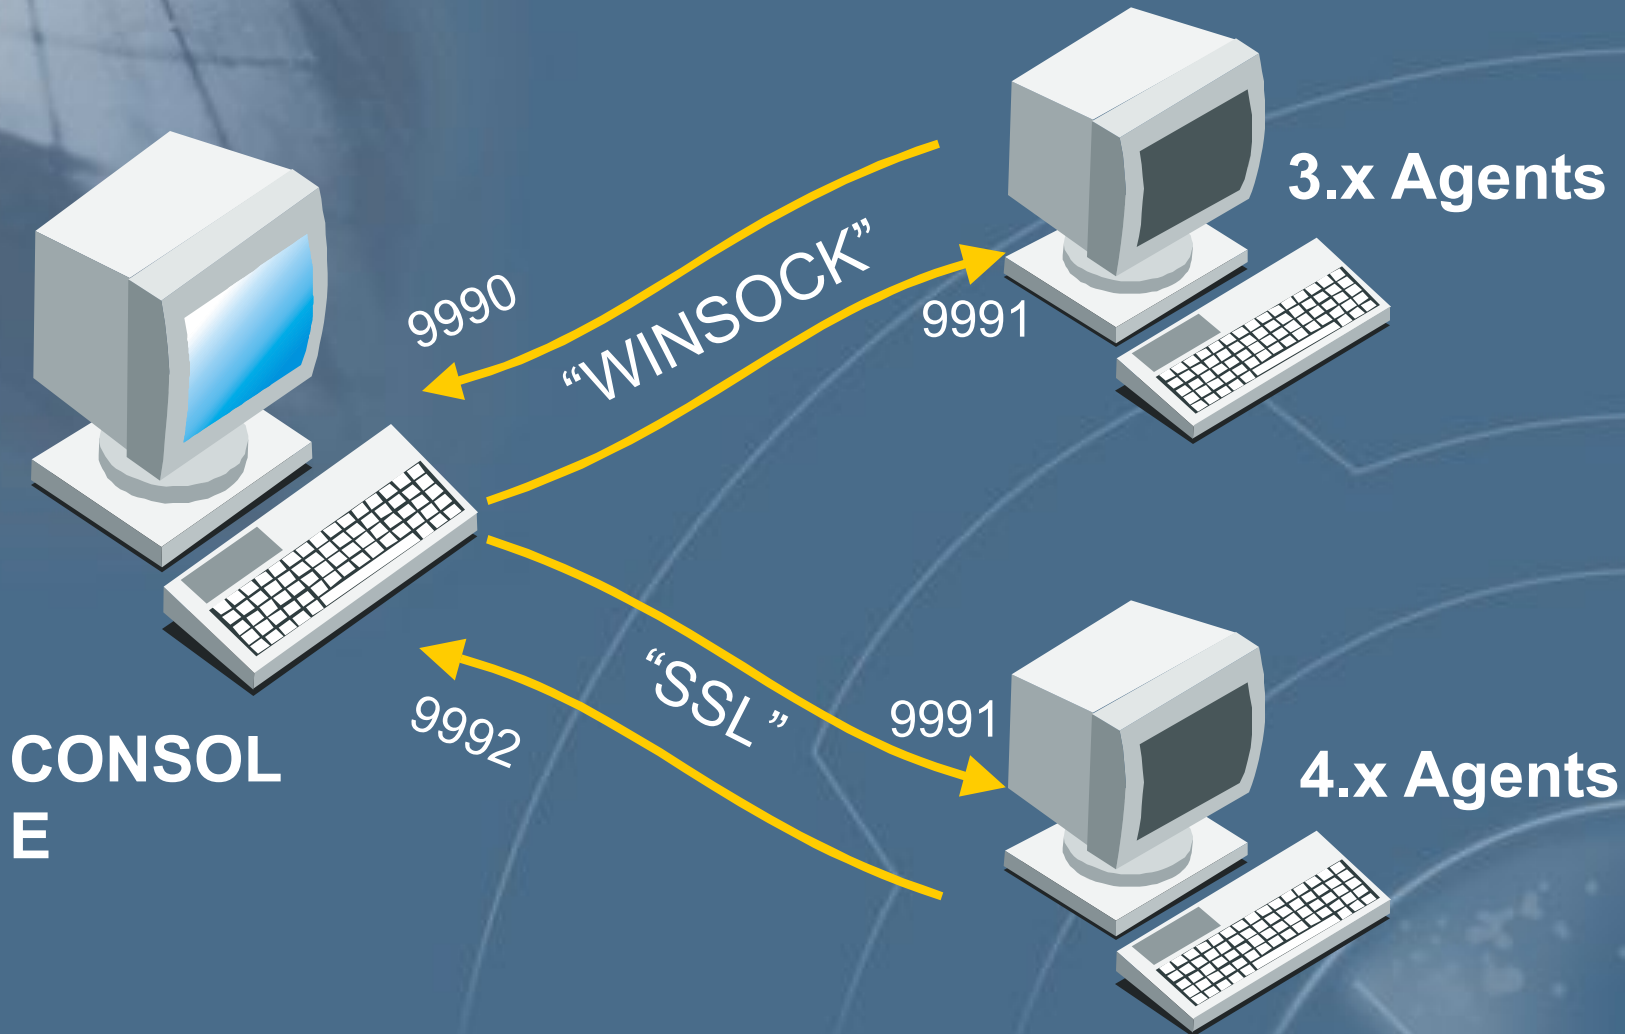 3.x Agents
9990
“WINSOCK”
9991
“SSL”
9992
9991
CONSOL
E
4.x Agents